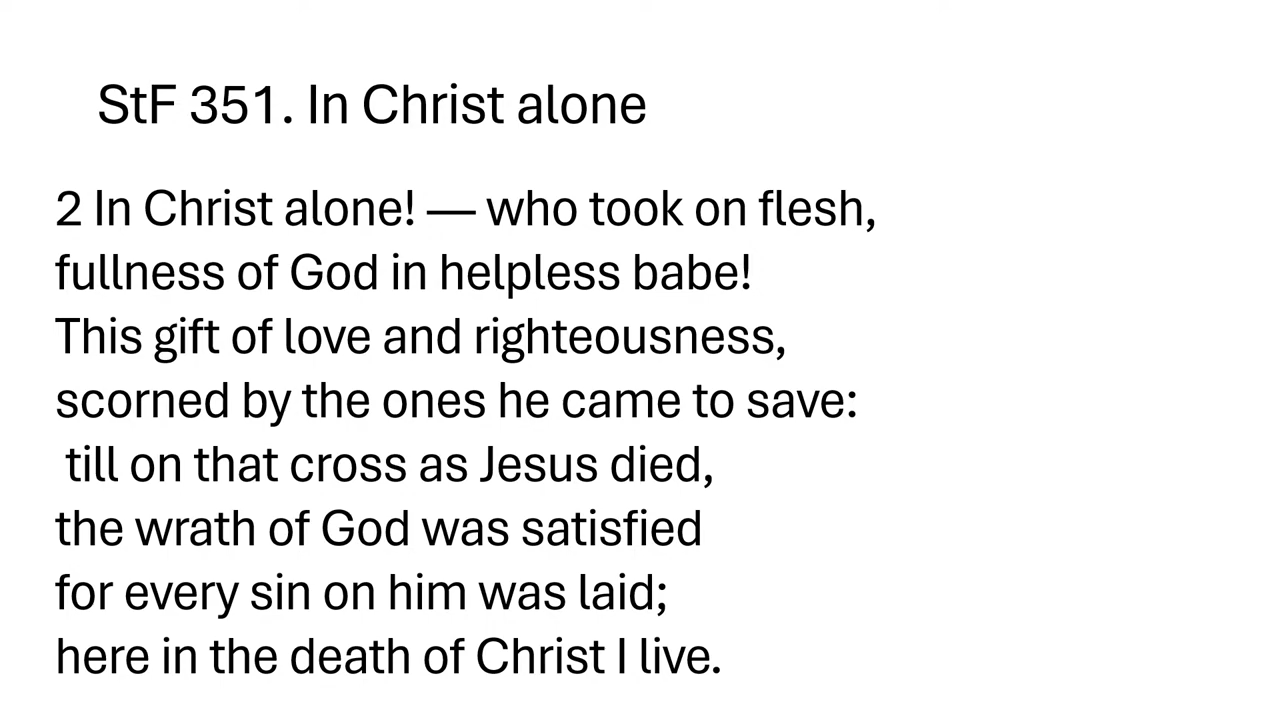 StF 351. In Christ alone
2 In Christ alone! — who took on flesh,
fullness of God in helpless babe!
This gift of love and righteousness,
scorned by the ones he came to save:
till on that cross as Jesus died,
the wrath of God was satisfied
for every sin on him was laid;
here in the death of Christ I live.